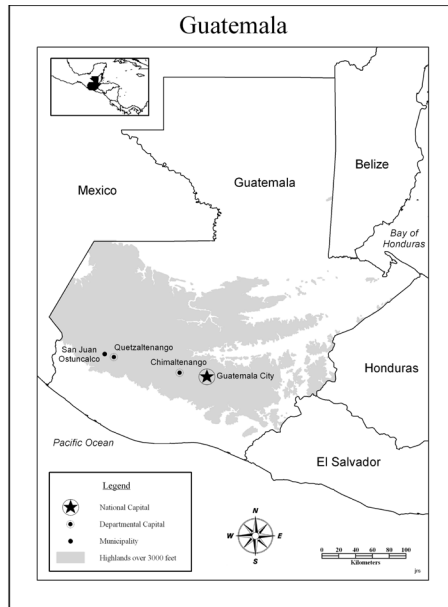 Guatemala
Belize
Mexico
Guatemala
Bay of
Honduras
San Juan
Ostuncalco
Quetzaltenango
Chimaltenango
Guatemala City
Honduras
Pacific Ocean
El Salvador
Legend
National Capital
Departmental Capital
Municipality
Highlands over 3000 feet
N
W E
S
0 20 40 60 80 100
Kilometers